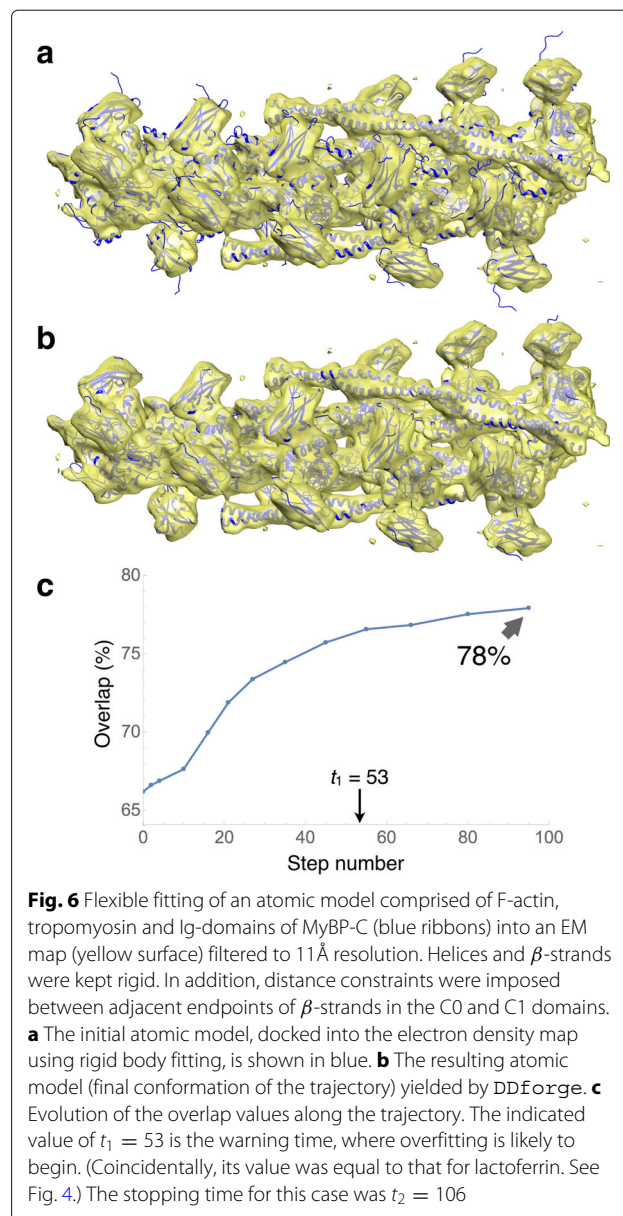 a
b
c
80
75
70
65
Overlap (%)
78%
t₁ = 53
0
20
40
60
80
100
Step number
Fig. 6 Flexible fitting of an atomic model comprised of F-actin,
tropomyosin and Ig-domains of MyBP-C (blue ribbons) into an EM
map (yellow surface) filtered to 11Å resolution. Helices and β-strands
were kept rigid. In addition, distance constraints were imposed
between adjacent endpoints of β-strands in the C0 and C1 domains.
a The initial atomic model, docked into the electron density map
using rigid body fitting, is shown in blue. b The resulting atomic
model (final conformation of the trajectory) yielded by DDforge. c
Evolution of the overlap values along the trajectory. The indicated
value of t₁ = 53 is the warning time, where overfitting is likely to
begin. (Coincidentally, its value was equal to that for lactoferrin. See
Fig. 4.) The stopping time for this case was t₂ = 106